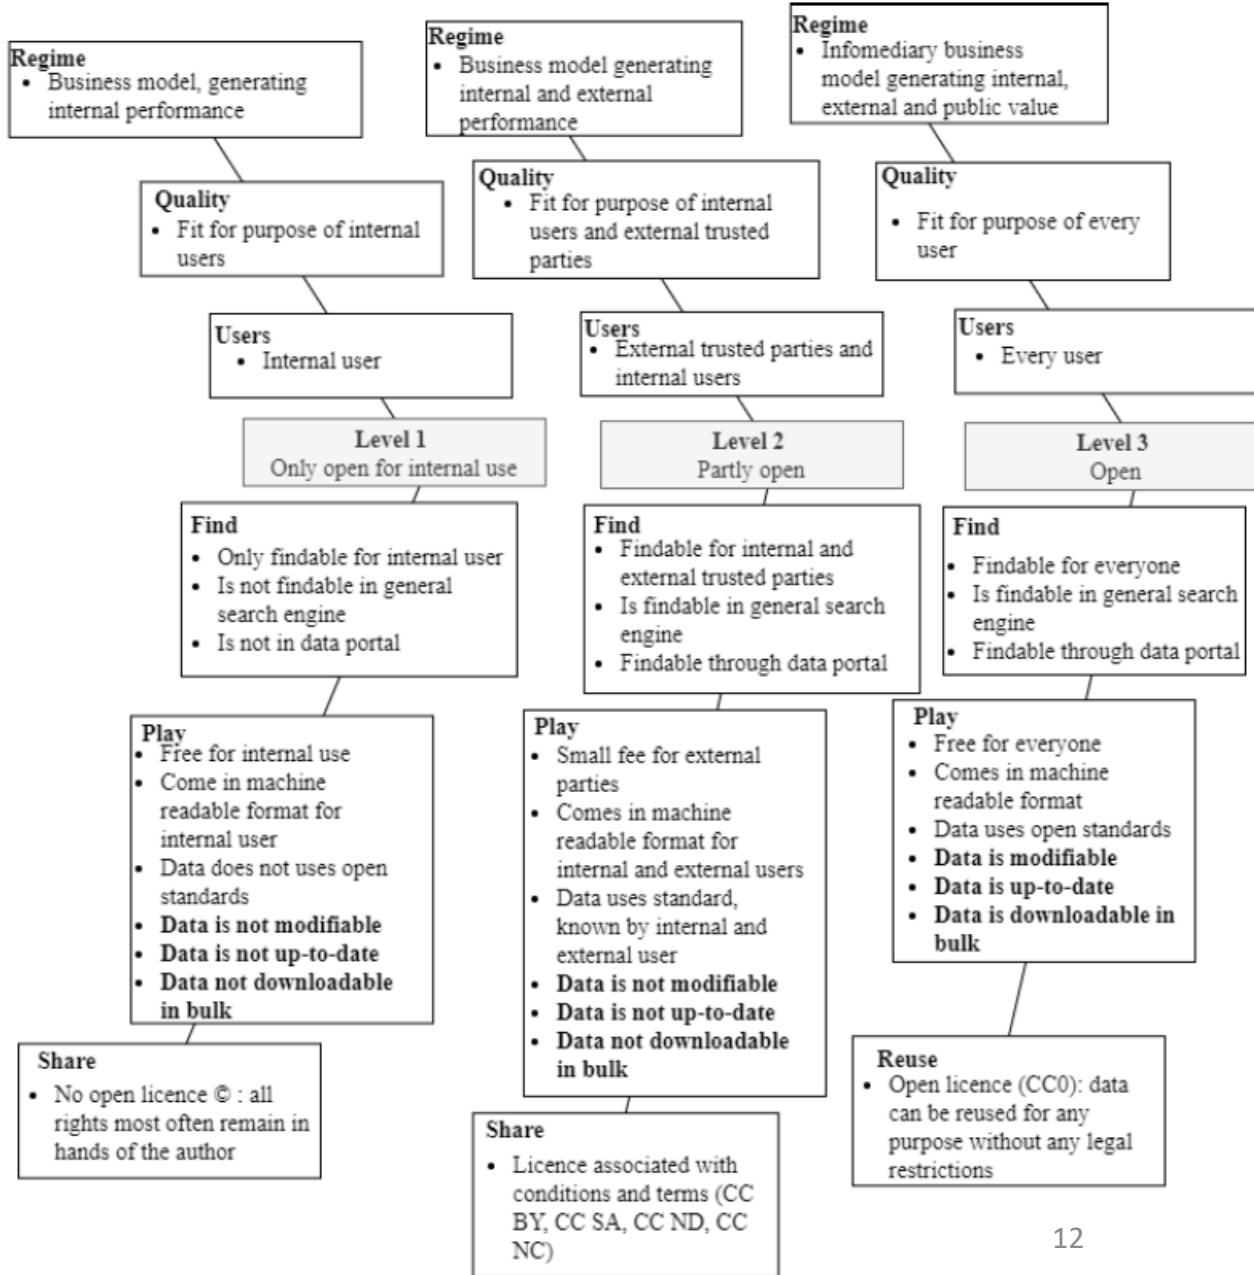 Regime
• Business model, generating
internal performance
Quality
• Fit for purpose of internal
users
Users
• Internal user
Level 1
Only open for internal use
Find
• Only findable for internal user
• Is not findable in general
search engine
• Is not in data portal
Play
• Free for internal use
• Come in machine
readable format for
internal user
• Data does not uses open
standards
• Data is not modifiable
• Data is not up-to-date
• Data not downloadable
in bulk
Share
• No open licence © : all
rights most often remain in
hands of the author
Regime
• Business model generating
internal and external
performance
Quality
• Fit for purpose of internal
users and external trusted
parties
Users
• External trusted parties and
internal users
Level 2
Partly open
Find
• Findable for internal and
external trusted parties
• Is findable in general search
engine
• Findable through data portal
Play
• Small fee for external
parties
• Comes in machine
readable format for
internal and external users
• Data uses standard,
known by internal and
external user
• Data is not modifiable
• Data is not up-to-date
• Data not downloadable
in bulk
Share
• Licence associated with
conditions and terms (CC
BY, CC SA, CC ND, CC
NC)
Regime
• Infomediary business
model generating internal,
external and public value
Quality
• Fit for purpose of every
user
Users
• Every user
Level 3
Open
Find
• Findable for everyone
• Is findable in general search
engine
• Findable through data portal
Play
• Free for everyone
• Comes in machine
readable format
• Data uses open standards
• Data is modifiable
• Data is up-to-date
• Data is downloadable in
bulk
Reuse
• Open licence (CC0): data
can be reused for any
purpose without any legal
restrictions
12